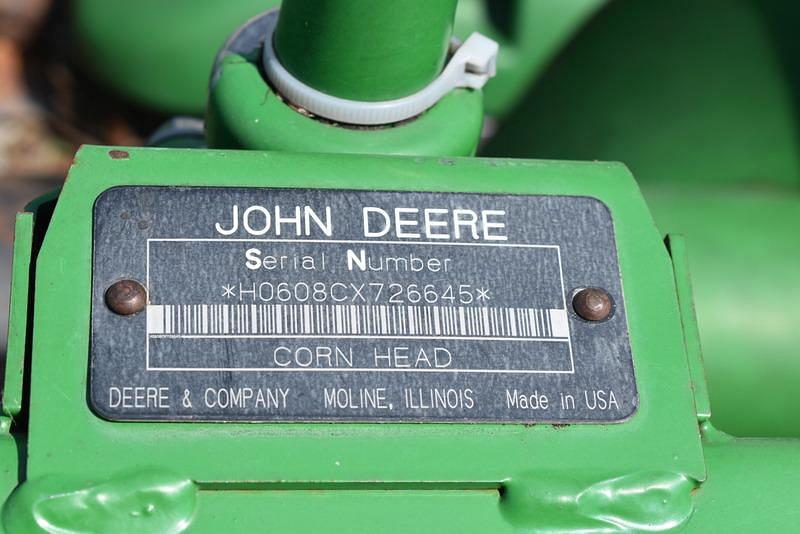 JOHN DEERE
Serial Number
*H0608CX726645*
CORN HEAD
DEERE & COMPANY MOLINE, ILLINOIS Made in USA